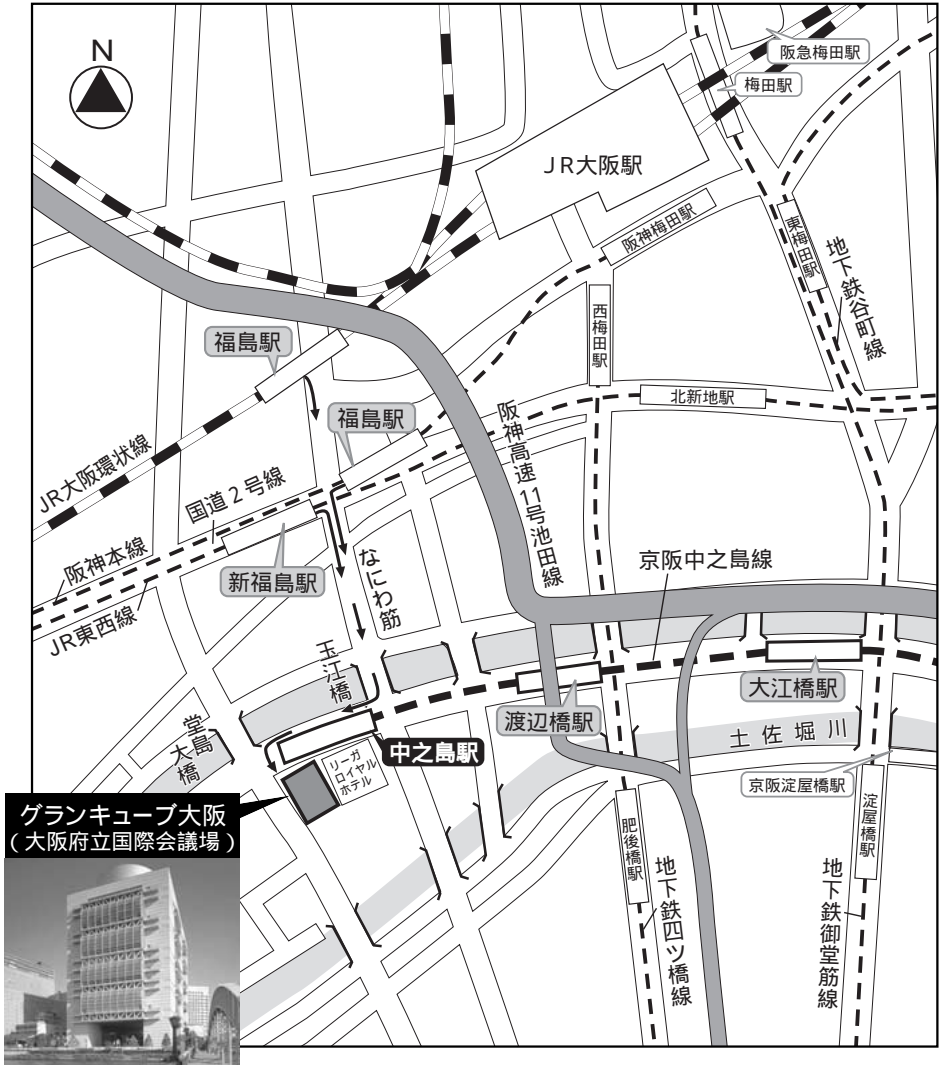 N
阪急梅田駅
梅田駅
JR大阪駅
阪神梅田駅
東梅田駅
地下鉄谷町線
西梅田駅
福島駅
北新地駅
福島駅
阪神高速11号池田線
JR大阪環状線
国道2号線
阪神本線
新福島駅
なにわ筋
京阪中之島線
JR東西線
玉江橋
大江橋駅
渡辺橋駅
堂島大橋
土佐堀川
中之島駅
リーガ
ロイヤル
ホテル
京阪淀屋橋駅
グランキューブ大阪
(大阪府立国際会議場)
肥後橋駅
淀屋橋駅
地下鉄四ツ橋線
地下鉄御堂筋線